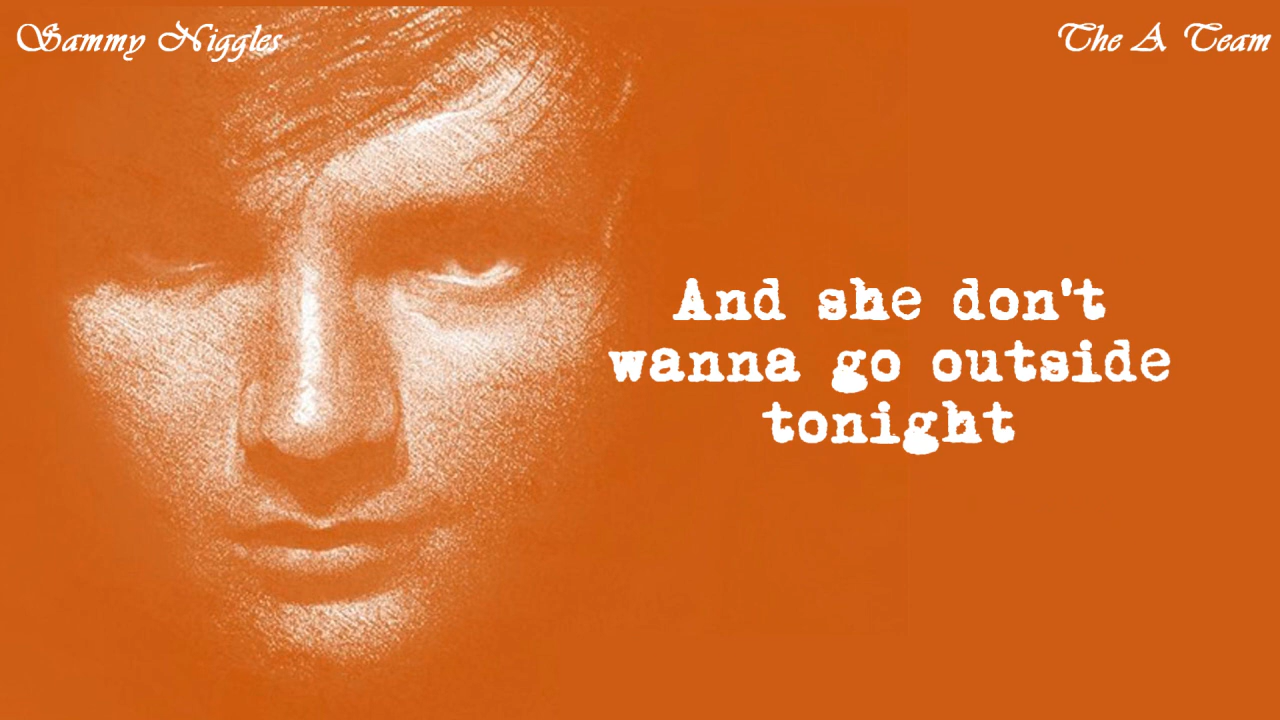 Sammy Niggles
The A Team
And she don't
wanna go outside
tonight